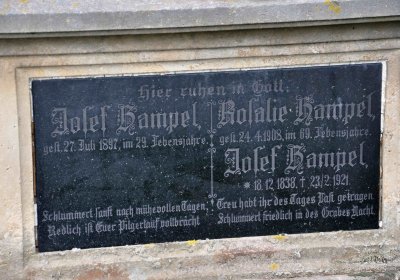 Hier ruhen in Gott:
Josef Hampel,
gest. 27. Juli 1897, im 29. Lebensjahre.
Rosalie Hampel,
gest. 24.4.1908, im 69. Lebensjahre.
Josef Hampel,
* 18.12.1838, † 23/2.1921.
Schlummert sanft nach mühevollen Tagen,
Redlich ist Euer Pilgerlauf vollbracht
Treu habt ihr des Tages Last getragen
Schlummert friedlich in des Grabes Nacht.